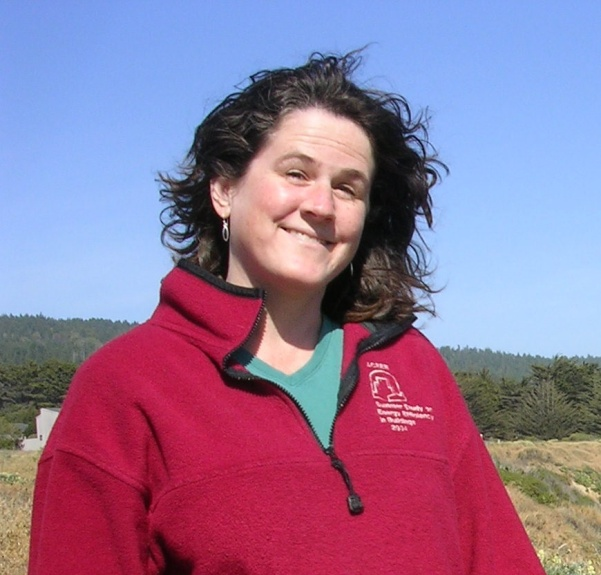 ACEEE
Summer Study on
Energy Efficiency
in Buildings
2004